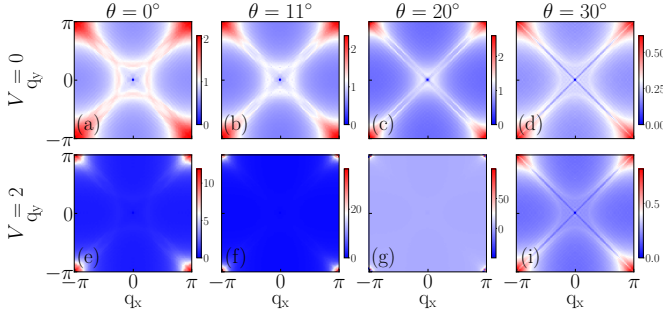 θ = 0° θ = 11° θ = 20° θ = 30°
V = 0
q_y
π
0
−π
(a) (b) (c) (d)
2
1
0
2
1
0
2
1
0
0.50
0.25
0.00
V = 2
q_y
π
0
−π
(e) (f) (g) (i)
10
5
0
20
0
50
0
0.5
0.0
−π 0 π −π 0 π −π 0 π −π 0 π
q_x q_x q_x q_x